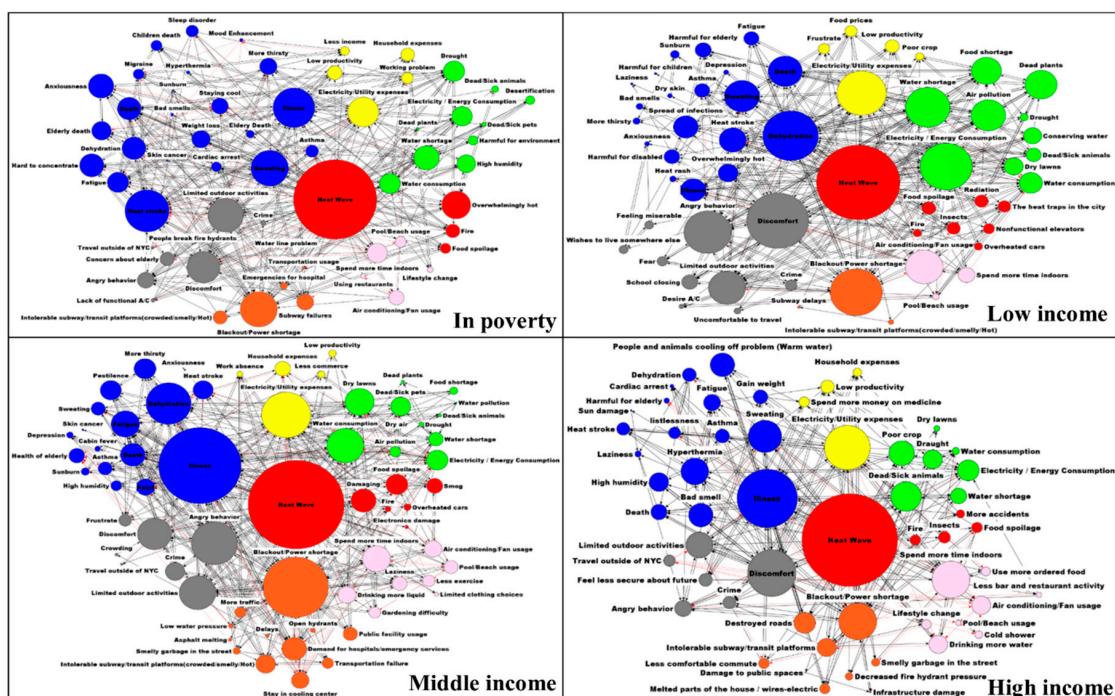 Sleep disorder
Children death
Mood Enhancement
Less income
Household expenses
More thirsty
Drought
Migraine
Hyperthermia
Low productivity
Working problem
Dead/Sick animals
Anxiousness
Sunburn
Staying cool
Electricity/Utility expenses
Desertification
Death
Bad smells
Illness
Electricity / Energy Consumption
Elderly death
Weight loss
Eldery Death
Dead plants
Dead/Sick pets
Dehydration
Asthma
Water shortage
Harmful for environment
Hard to concentrate
Skin cancer
Cardiac arrest
Sweating
High humidity
Fatigue
Water consumption
Limited outdoor activities
Heat Wave
Heat stroke
Crime
Overwhelmingly hot
People break fire hydrants
Pool/Beach usage
Fire
Travel outside of NYC
Water line problem
Food spoilage
Concers about elderly
Transportation usage
Spend more time indoors
Angry behavior
Discomfort
Emergencies for hospital
Lifestyle change
Using restaurants
Lack of functional A/C
Subway failures
Air conditioning/Fan usage
Intolerable subway/transit platforms(crowded/smelly/Hot)
Blackout/Power shortage
In poverty
Food prices
Fatigue
Frustrate
Low productivity
Harmful for elderly
Poor crop
Sunburn
Food shortage
Harmful for children
Depression
Death
Electricity/Utility expenses
Dead plants
Laziness
Water shortage
Dry skin
Asthma
Air pollution
Bad smells
Sweating
Spread of infections
Drought
More thirsty
Heat stroke
Dehydration
Electricity / Energy Consumption
Anxiousness
Conserving water
Harmful for disabled
Overwhelmingly hot
Dead/Sick animals
Heat rash
Heat Wave
Dry lawns
Illness
Radiation
Water consumption
Angry behavior
Food spoilage
The heat traps in the city
Feeling miserable
Discomfort
Insects
Fire
Nonfunctional elevators
Wishes to live somewhere else
Air conditioning/Fan usage
Overheated cars
Fear
Blackout/Power shortage
Limited outdoor activities
School closing
Crime
Spend more time indoors
Desire A/C
Subway delays
Pool/Beach usage
Uncomfortable to travel
Intolerable subway/transit platforms(crowded/smelly/Hot)
Low income
Low productivity
More thirsty
Anxiousness
Household expenses
Work absence
Less commerce
Pestilence
Heat stroke
Dead plants
Electricity/Utility expenses
Dry lawns
Food shortage
Dehydration
Dead/Sick pets
Water pollution
Sweating
Dead/Sick animals
Skin cancer
Fatigue
Water consumption
Dry air
Drought
Depression
Cabin fever
Air pollution
Water shortage
Health of elderly
Asthma
Death
Illness
Electricity / Energy Consumption
Sunburn
Food spoilage
High humidity
Damaging
Smog
Heat Wave
Fire
Overheated cars
Frustrate
Angry behavior
Electronics damage
Discomfort
Spend more time indoors
Crowding
Blackout/Power shortage
Air conditioning/Fan usage
Crime
Travel outside of NYC
Laziness
Pool/Beach usage
Less exercise
Limited outdoor activities
Drinking more liquid
Limited clothing choices
More traffic
Gardening difficulty
Low water pressure
Open hydrants
Asphalt melting
Delays
Public facility usage
Smelly garbage in the street
Demand for hospitals/emergency services
Intolerable subway/transit platforms(crowded/smelly/Hot)
Transportation failure
Stay in cooling center
Middle income
People and animals cooling off problem (Warm water)
Household expenses
Dehydration
Cardiac arrest
Fatigue
Gain weight
Low productivity
Harmful for elderly
Spend more money on medicine
Sun damage
Sweating
listlessness
Electricity/Utility expenses
Dry lawns
Heat stroke
Asthma
Poor crop
Draught
Laziness
Water consumption
Hyperthermia
Electricity / Energy Consumption
Dead/Sick animals
High humidity
Illness
Bad smell
Water shortage
Death
More accidents
Heat Wave
Fire
Insects
Food spoilage
Limited outdoor activities
Spend more time indoors
Travel outside of NYC
Use more ordered food
Discomfort
Less bar and restaurant activity
Feel less secure about future
Blackout/Power shortage
Crime
Air conditioning/Fan usage
Lifestyle change
Angry behavior
Pool/Beach usage
Destroyed roads
Cold shower
Intolerable subway/transit platforms
Drinking more water
Less comfortable commute
Smelly garbage in the street
Damage to public spaces
Decreased fire hydrant pressure
Melted parts of the house / wires-electric
Infrastructure damage
High income